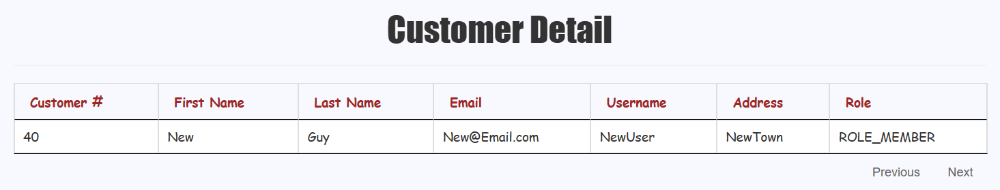 Customer Detail
Customer # First Name Last Name Email Username Address Role
40 New Guy New@Email.com NewUser NewTown ROLE_MEMBER
Previous Next